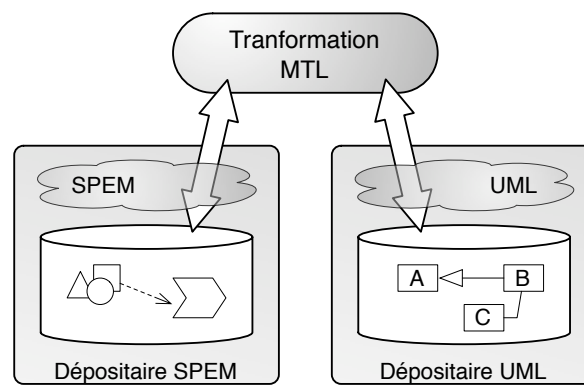 Tranformation
MTL
SPEM
UML
A
B
C
Dépositaire SPEM
Dépositaire UML